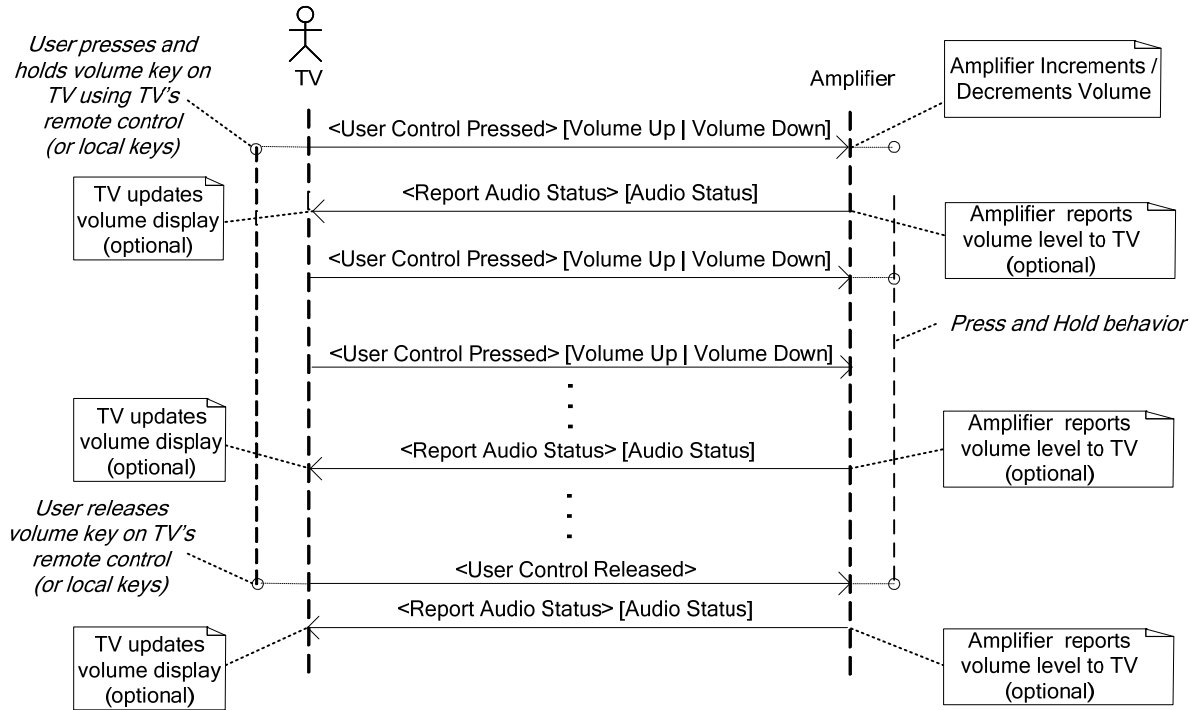 User presses and
holds volume key on
TV using TV's
remote control
(or local keys)
TV
Amplifier
Amplifier Increments /
Decrements Volume
<User Control Pressed> [Volume Up | Volume Down]
<Report Audio Status> [Audio Status]
TV updates
volume display
(optional)
Amplifier reports
volume level to TV
(optional)
<User Control Pressed> [Volume Up | Volume Down]
Press and Hold behavior
<User Control Pressed> [Volume Up | Volume Down]
TV updates
volume display
(optional)
<Report Audio Status> [Audio Status]
Amplifier reports
volume level to TV
(optional)
User releases
volume key on TV's
remote control
(or local keys)
<User Control Released>
<Report Audio Status> [Audio Status]
TV updates
volume display
(optional)
Amplifier reports
volume level to TV
(optional)